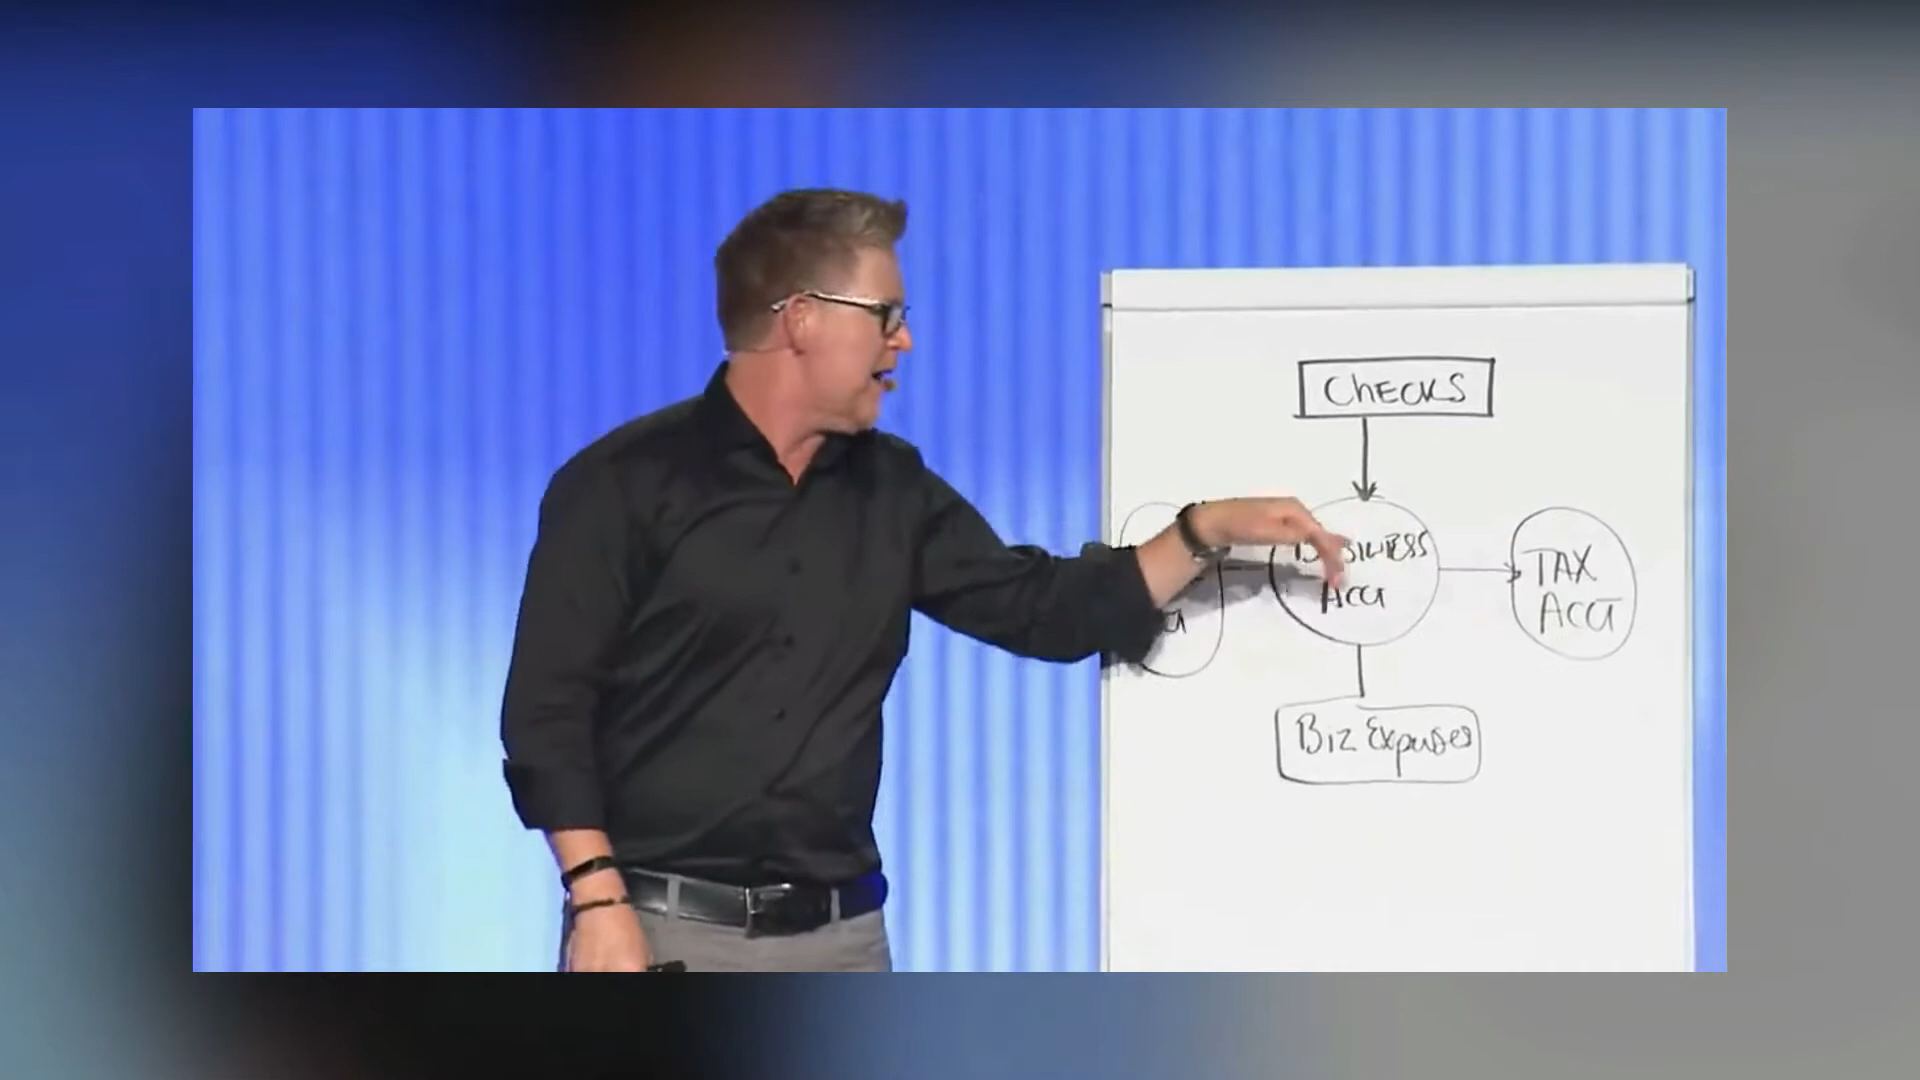 ChECKS
BUSINESS
ACCT
TAX
ACCT
Biz Expenses